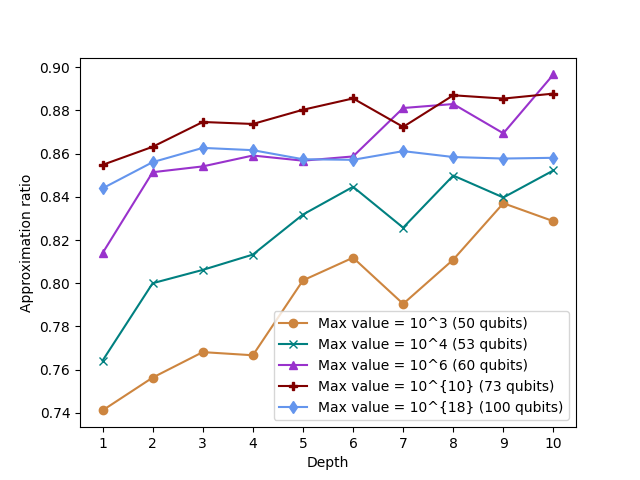 0.90
0.88
0.86
0.84
0.82
0.80
0.78
0.76
0.74
Approximation ratio
Max value = 10^3 (50 qubits)
Max value = 10^4 (53 qubits)
Max value = 10^6 (60 qubits)
Max value = 10^{10} (73 qubits)
Max value = 10^{18} (100 qubits)
1 2 3 4 5 6 7 8 9 10
Depth